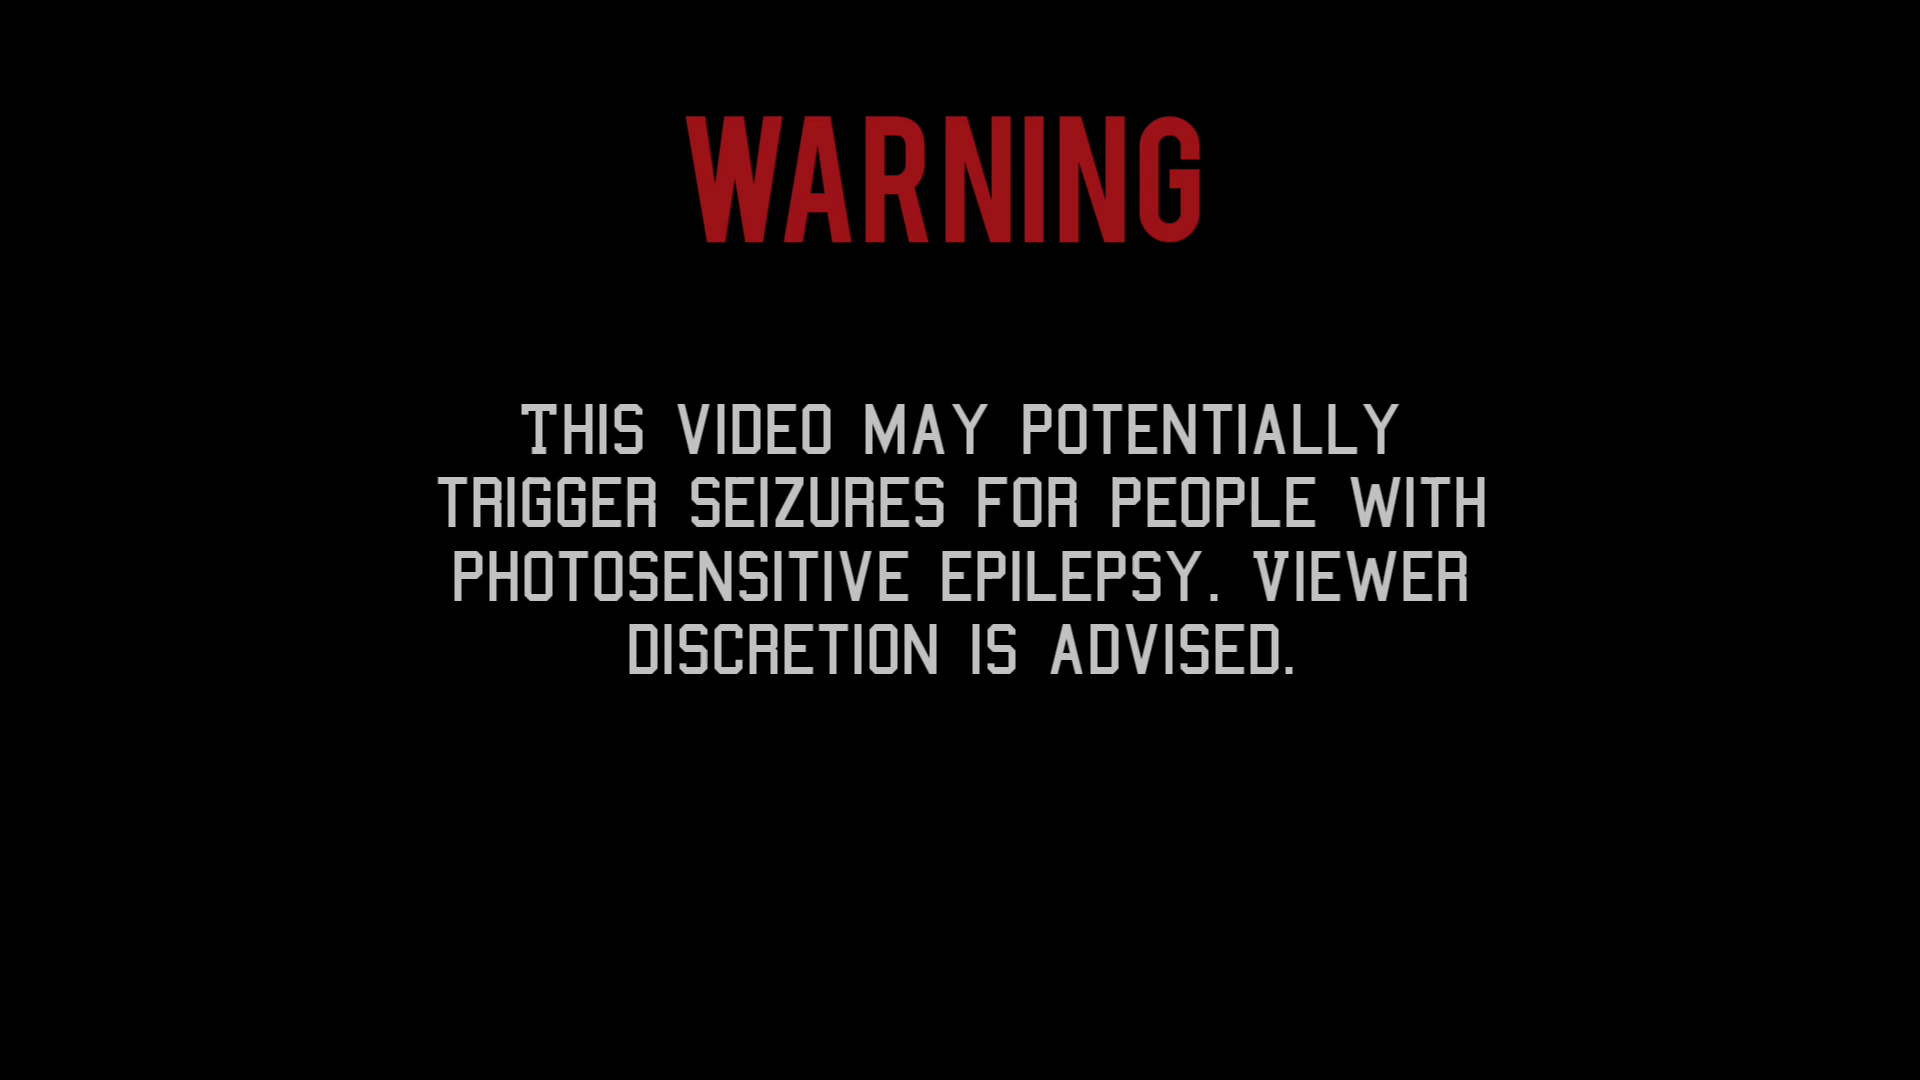 WARNING
THIS VIDEO MAY POTENTIALLY
TRIGGER SEIZURES FOR PEOPLE WITH
PHOTOSENSITIVE EPILEPSY. VIEWER
DISCRETION IS ADVISED.